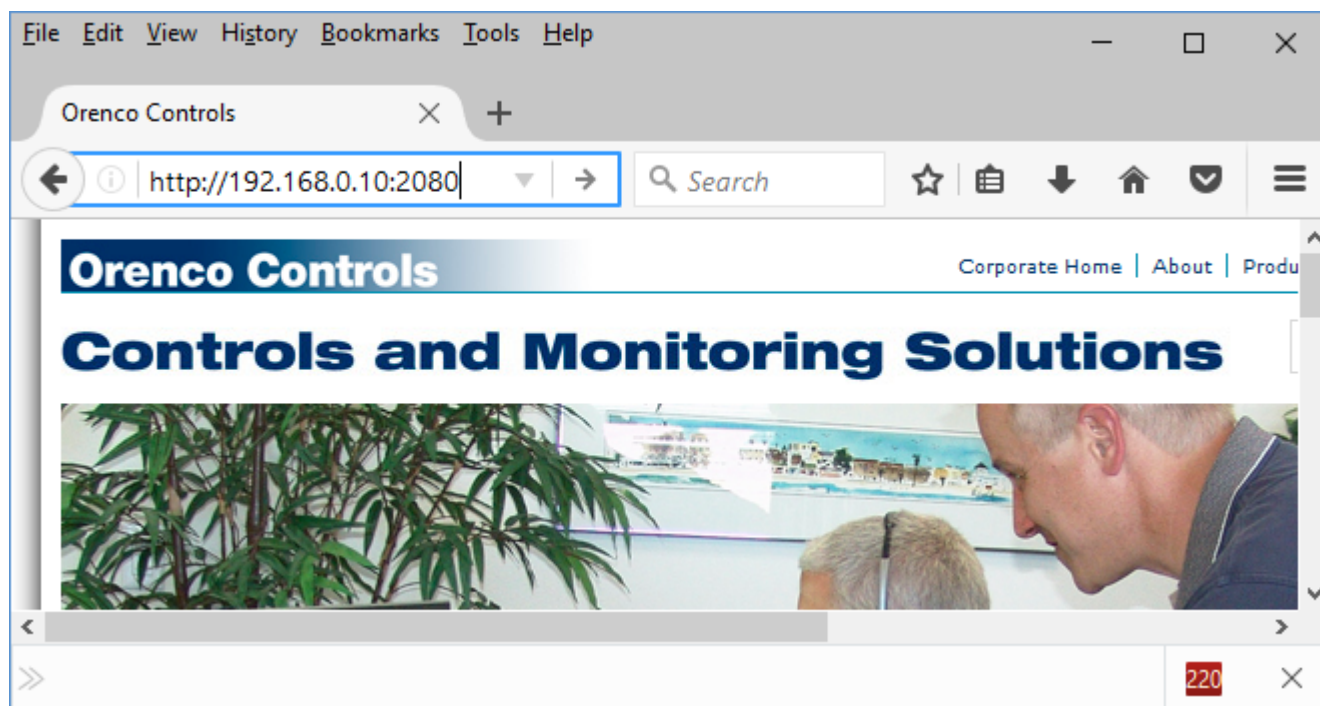 File Edit View History Bookmarks Tools Help
Orenco Controls
http://192.168.0.10:2080 Search
Orenco Controls Corporate Home | About | Produ
Controls and Monitoring Solutions
220